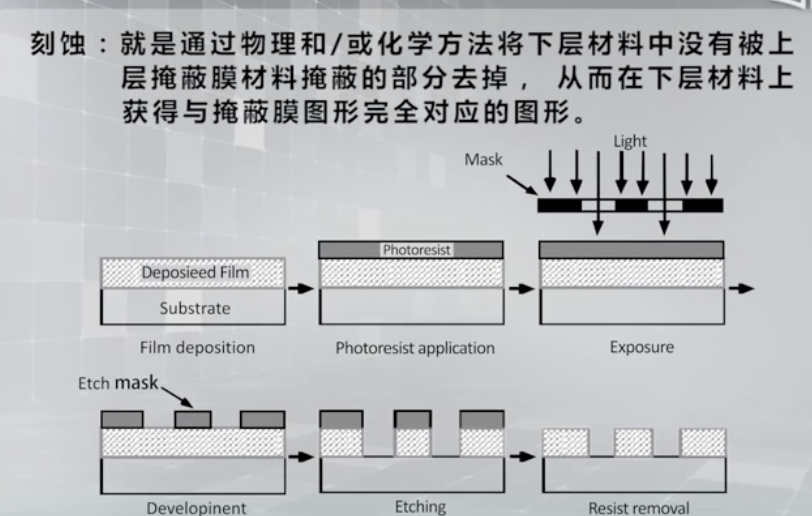 刻蚀：就是通过物理和/或化学方法将下层材料中没有被上
层掩蔽膜材料掩蔽的部分去掉， 从而在下层材料上
获得与掩蔽膜图形完全对应的图形。
Light
Mask
Photoresist
Deposieed Film
Substrate
Film deposition
Photoresist application
Exposure
Etch mask
Developinent
Etching
Resist removal